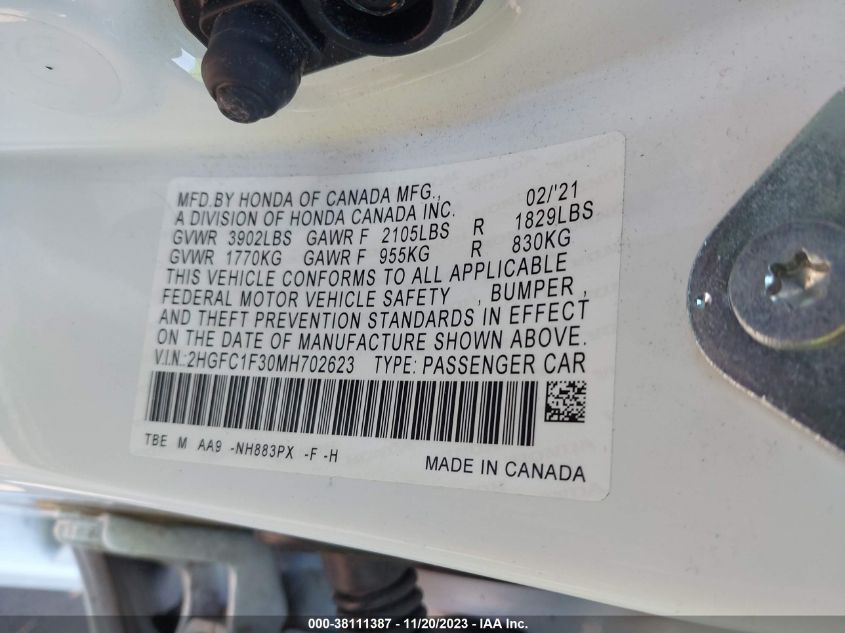 MFD.BY HONDA OF CANADA MFG., 02/'21
A DIVISION OF HONDA CANADA INC.
GVWR 3902LBS GAWR F 2105LBS R 1829LBS
GVWR 1770KG GAWR F 955KG R 830KG
THIS VEHICLE CONFORMS TO ALL APPLICABLE
FEDERAL MOTOR VEHICLE SAFETY , BUMPER ,
AND THEFT PREVENTION STANDARDS IN EFFECT
ON THE DATE OF MANUFACTURE SHOWN ABOVE.
V.I.N.:2HGFC1F30MH702623 TYPE: PASSENGER CAR
TBE M AA9 -NH883PX -F -H
MADE IN CANADA
000-38111387 - 11/20/2023 - IAA Inc.